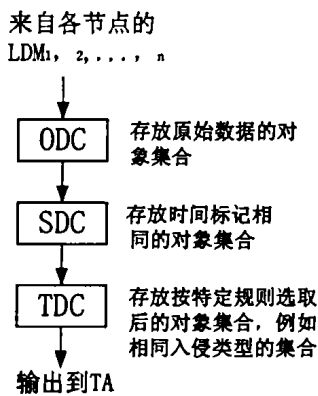 来自各节点的
LDM1, 2,..., n
ODC
存放原始数据的对
象集合
SDC
存放时间标记相
同的对象集合
TDC
存放按特定规则选取
后的对象集合，例如
相同入侵类型的集合
输出到TA